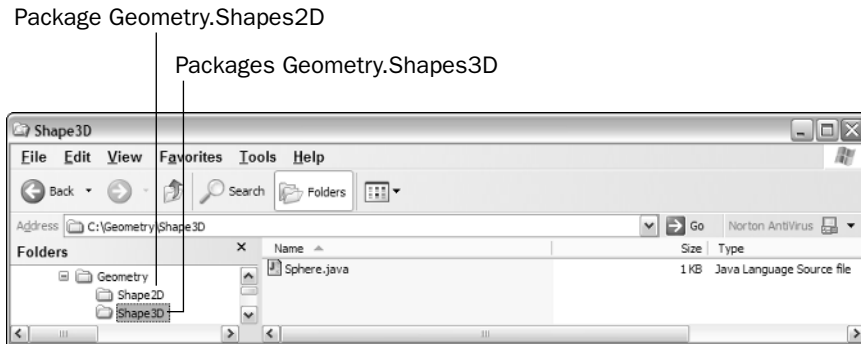 Package Geometry.Shapes2D
Packages Geometry.Shapes3D
Shape3D
File Edit View Favorites Tools Help
Back Search Folders
Address C:\Geometry\Shape3D Go Norton AntiVirus
Folders × Name Size Type
Geometry
Sphere.java 1 KB Java Language Source file
Shape2D
Shape3D